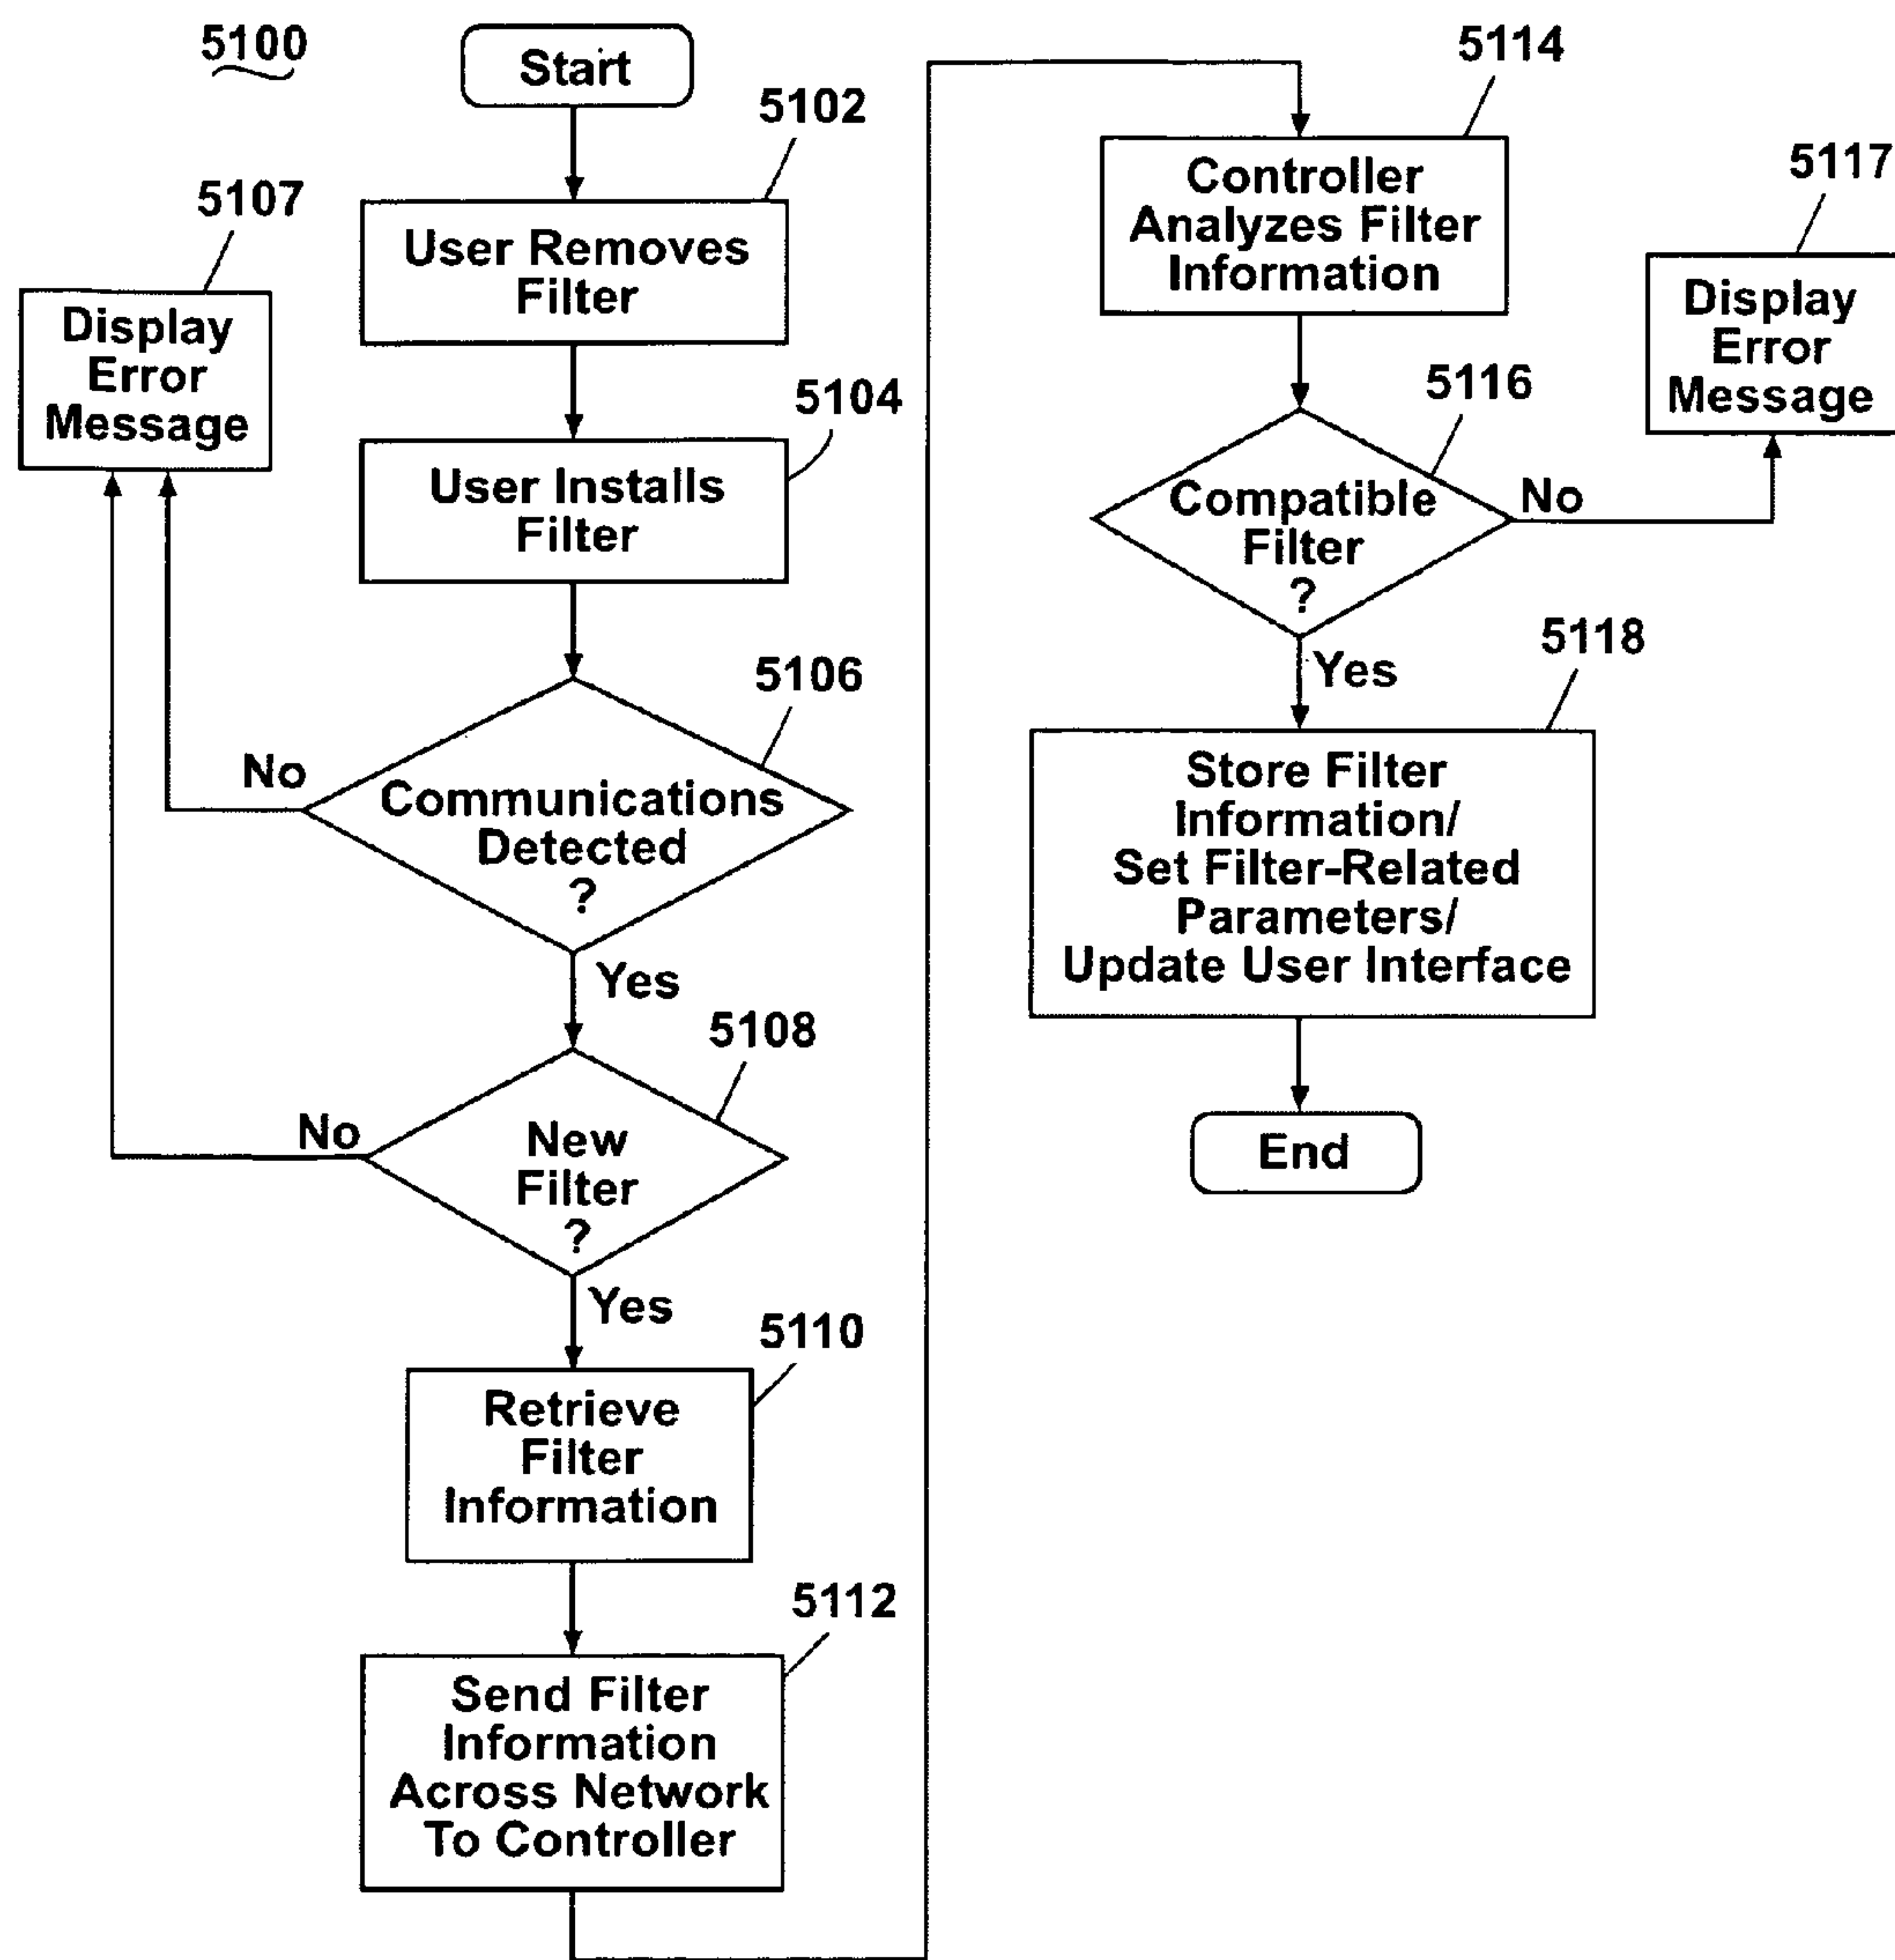 5100
Start
5102
User Removes
Filter
5104
User Installs
Filter
5106
Communications
Detected
?
No
5107
Display
Error
Message
Yes
5108
New
Filter
?
No
Yes
5110
Retrieve
Filter
Information
5112
Send Filter
Information
Across Network
To Controller
5114
Controller
Analyzes Filter
Information
5116
Compatible
Filter
?
No
5117
Display
Error
Message
Yes
5118
Store Filter
Information/
Set Filter-Related
Parameters/
Update User Interface
End